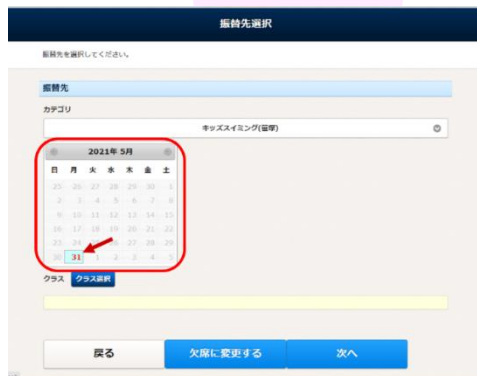 振替先選択
振替先を選択してください。
振替先
カテゴリ
キッズスイミング(笹塚)
2021年 5月
日 月 火 水 木 金 土
25 26 27 28 29 30 1
2 3 4 5 6 7 8
9 10 11 12 13 14 15
16 17 18 19 20 21 22
23 24 26 27 28 29
30 31 1 2 3 4 5
クラス クラス選択
戻る 欠席に変更する 次へ